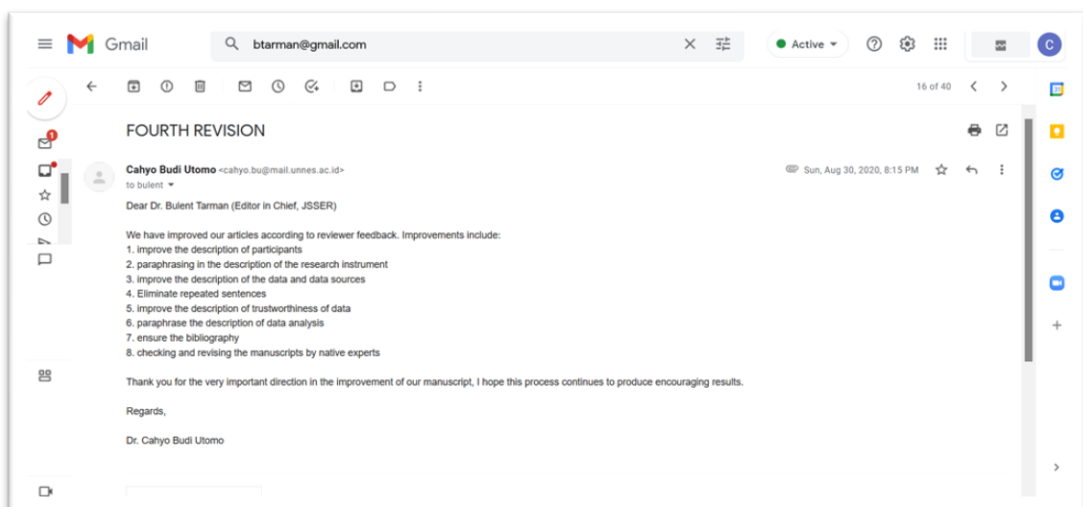 Gmail
btarman@gmail.com
Active
C
16 of 40
31
1
FOURTH REVISION
Cahyo Budi Utomo <cahyo.bu@mail.unnes.ac.id>
Sun, Aug 30, 2020, 8:15 PM
to bulent
Dear Dr. Bulent Tarman (Editor in Chief, JSSER)
We have improved our articles according to reviewer feedback. Improvements include:
1. improve the description of participants
2. paraphrasing in the description of the research instrument
3. improve the description of the data and data sources
4. Eliminate repeated sentences
5. improve the description of trustworthiness of data
6. paraphrase the description of data analysis
7. ensure the bibliography
8. checking and revising the manuscripts by native experts
Thank you for the very important direction in the improvement of our manuscript, I hope this process continues to produce encouraging results.
Regards,
Dr. Cahyo Budi Utomo